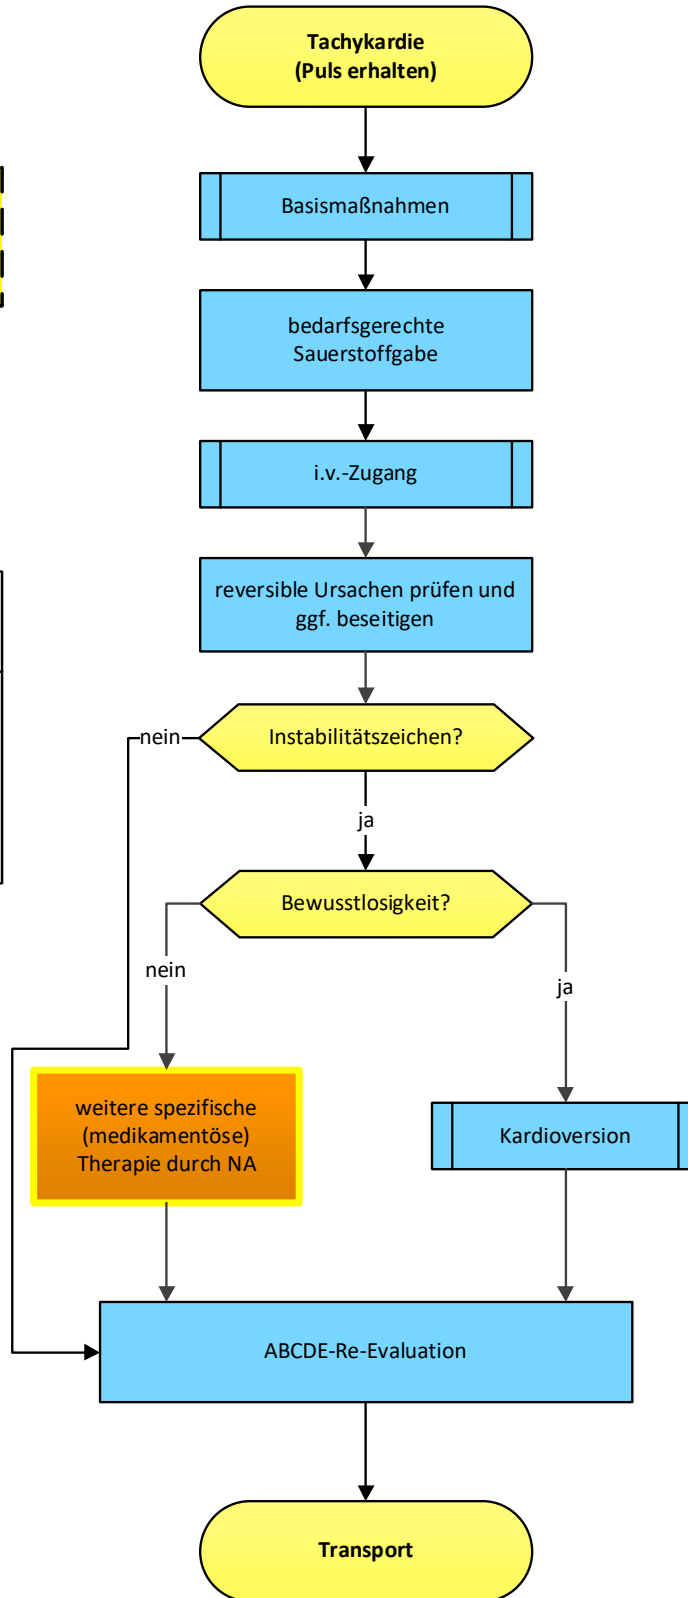 Tachykardie
(Puls erhalten)
Basismaßnahmen
bedarfsgerechte
Sauerstoffgabe
i.v.-Zugang
reversible Ursachen prüfen und
ggf. beseitigen
nein
Instabilitätszeichen?
ja
Bewusstlosigkeit?
nein
ja
weitere spezifische
(medikamentöse)
Therapie durch NA
Kardioversion
ABCDE-Re-Evaluation
Transport